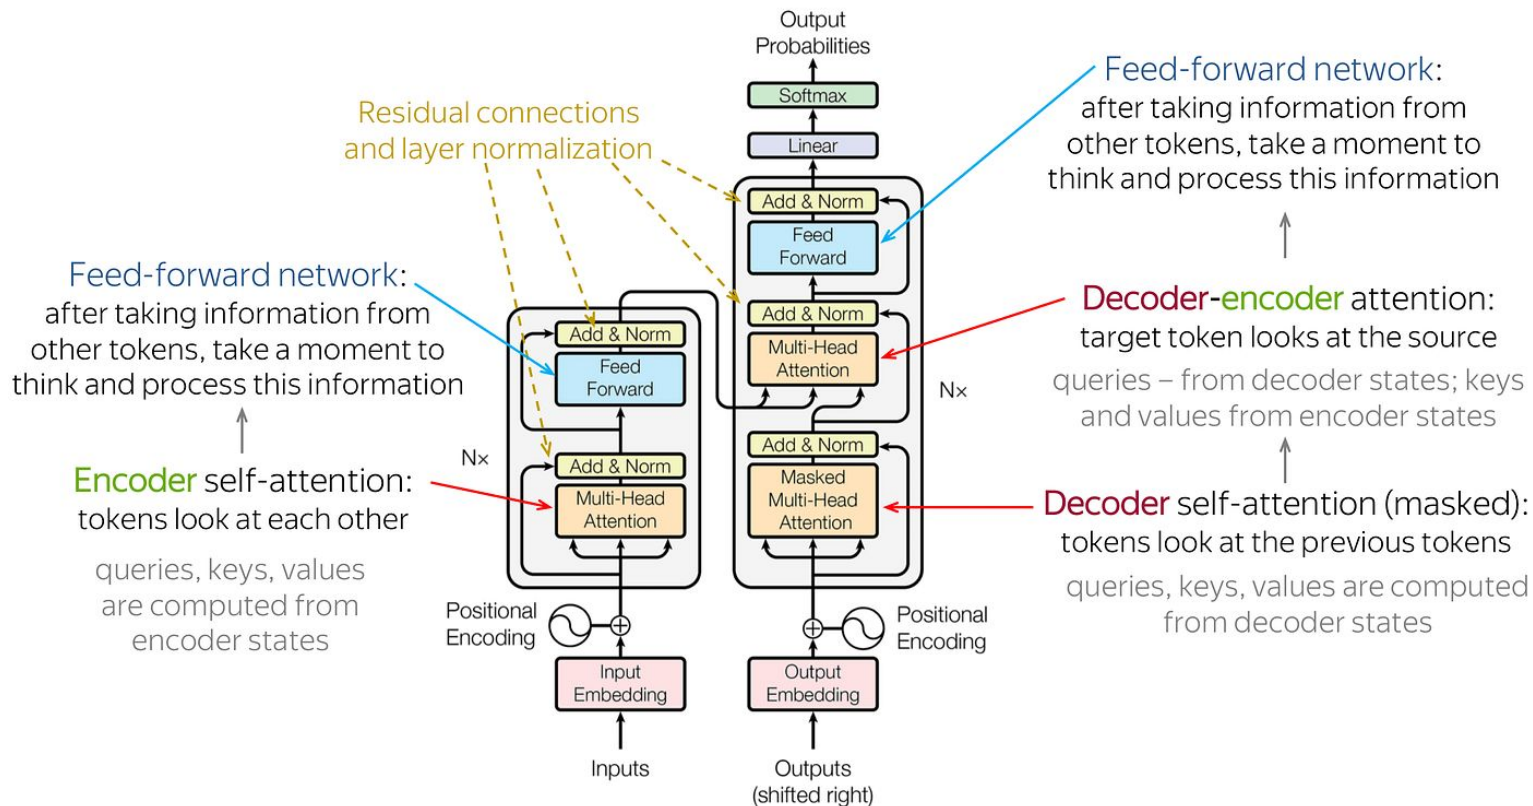 Output
Probabilities
Softmax
Linear
Add & Norm
Feed
Forward
Add & Norm
Multi-Head
Attention
Add & Norm
Masked
Multi-Head
Attention
N×
Positional
Encoding
Output
Embedding
Outputs
(shifted right)
Add & Norm
Feed
Forward
Add & Norm
Multi-Head
Attention
N×
Positional
Encoding
Input
Embedding
Inputs
Residual connections
and layer normalization
Feed-forward network:
after taking information from
other tokens, take a moment to
think and process this information
Encoder self-attention:
tokens look at each other
queries, keys, values
are computed from
encoder states
Feed-forward network:
after taking information from
other tokens, take a moment to
think and process this information
Decoder-encoder attention:
target token looks at the source
queries – from decoder states; keys
and values from encoder states
Decoder self-attention (masked):
tokens look at the previous tokens
queries, keys, values are computed
from decoder states